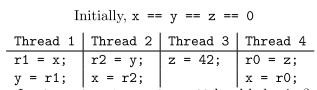 Initially, x == y == z == 0
Thread 1 Thread 2 Thread 3 Thread 4
r1 = x; r2 = y; z = 42; r0 = z;
y = r1; x = r2; x = r0;